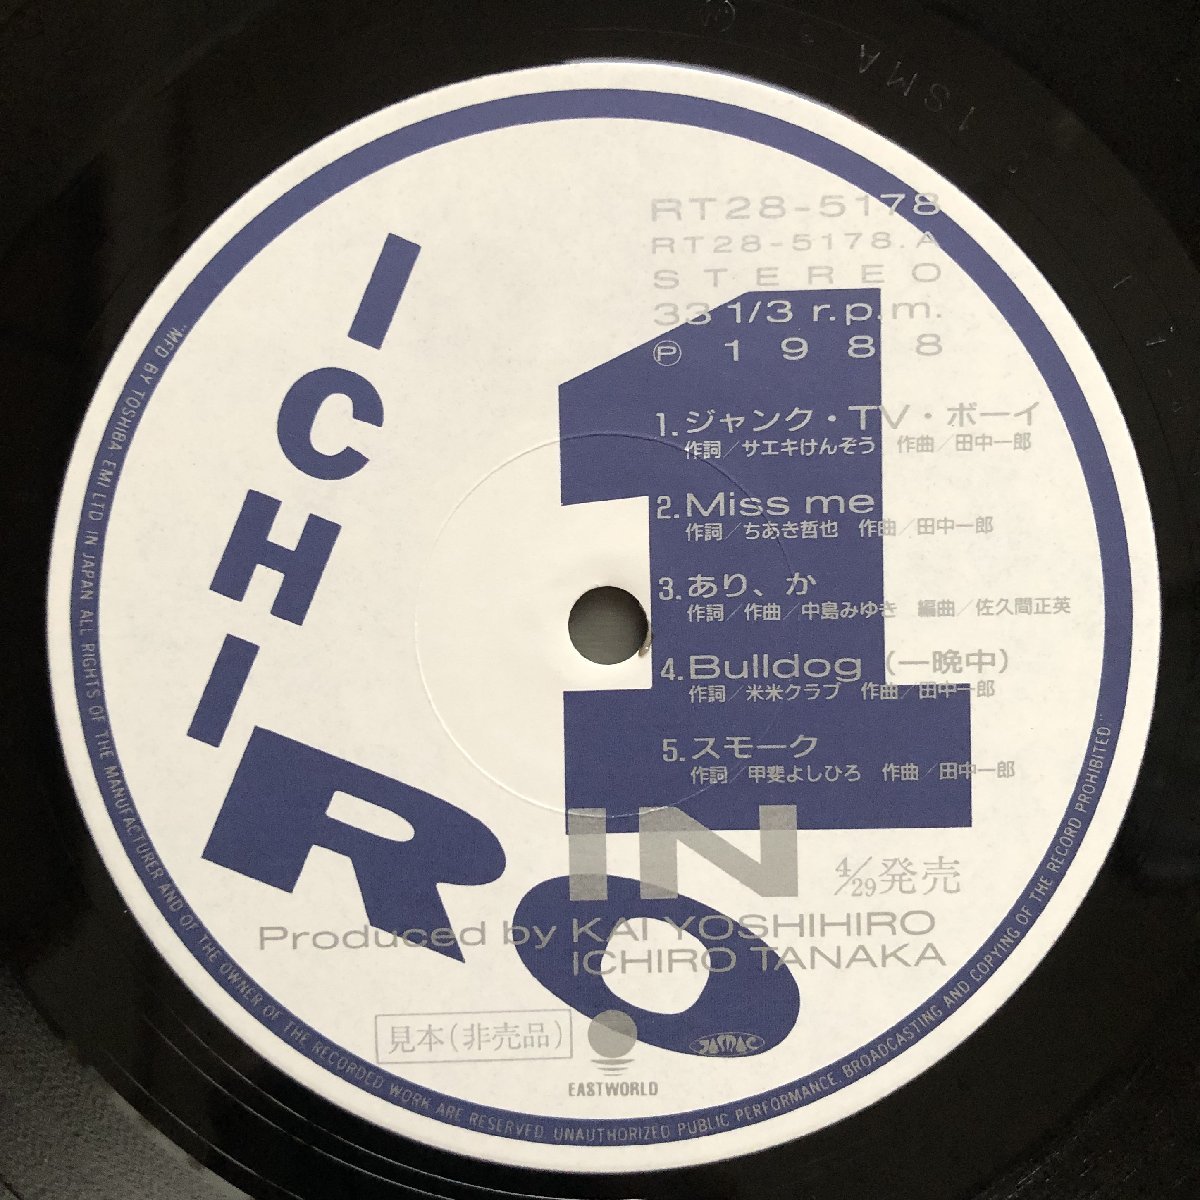 1SMA
ICHIRO
1
RT28-5178
RT28-5178.A
STEREO
33 1/3 r.p.m.
Ⓟ 1988
1. ジャンク・TV・ボーイ
作詞／サエキけんぞう 作曲／田中一郎
2. Miss me
作詞／ちあき哲也 作曲／田中一郎
3. あり、か
作詞／作曲／中島みゆき 編曲／佐久間正英
4. Bulldog (一晩中)
作詞／米米クラブ 作曲／田中一郎
5. スモーク
作詞／甲斐よしひろ 作曲／田中一郎
IN
4/29発売
Produced by KAI YOSHIHIRO
ICHIRO TANAKA
見本(非売品)
EASTWORLD
JASRAC
"MFD BY TOSHIBA EMI LTD IN JAPAN ALL RIGHTS OF THE MANUFACTURER AND OF THE OWNER OF THE RECORDED WORK ARE RESERVED. UNAUTHORIZED PUBLIC PERFORMANCE. BROADCASTING AND COPYING OF THE RECORD PROHIBITED."